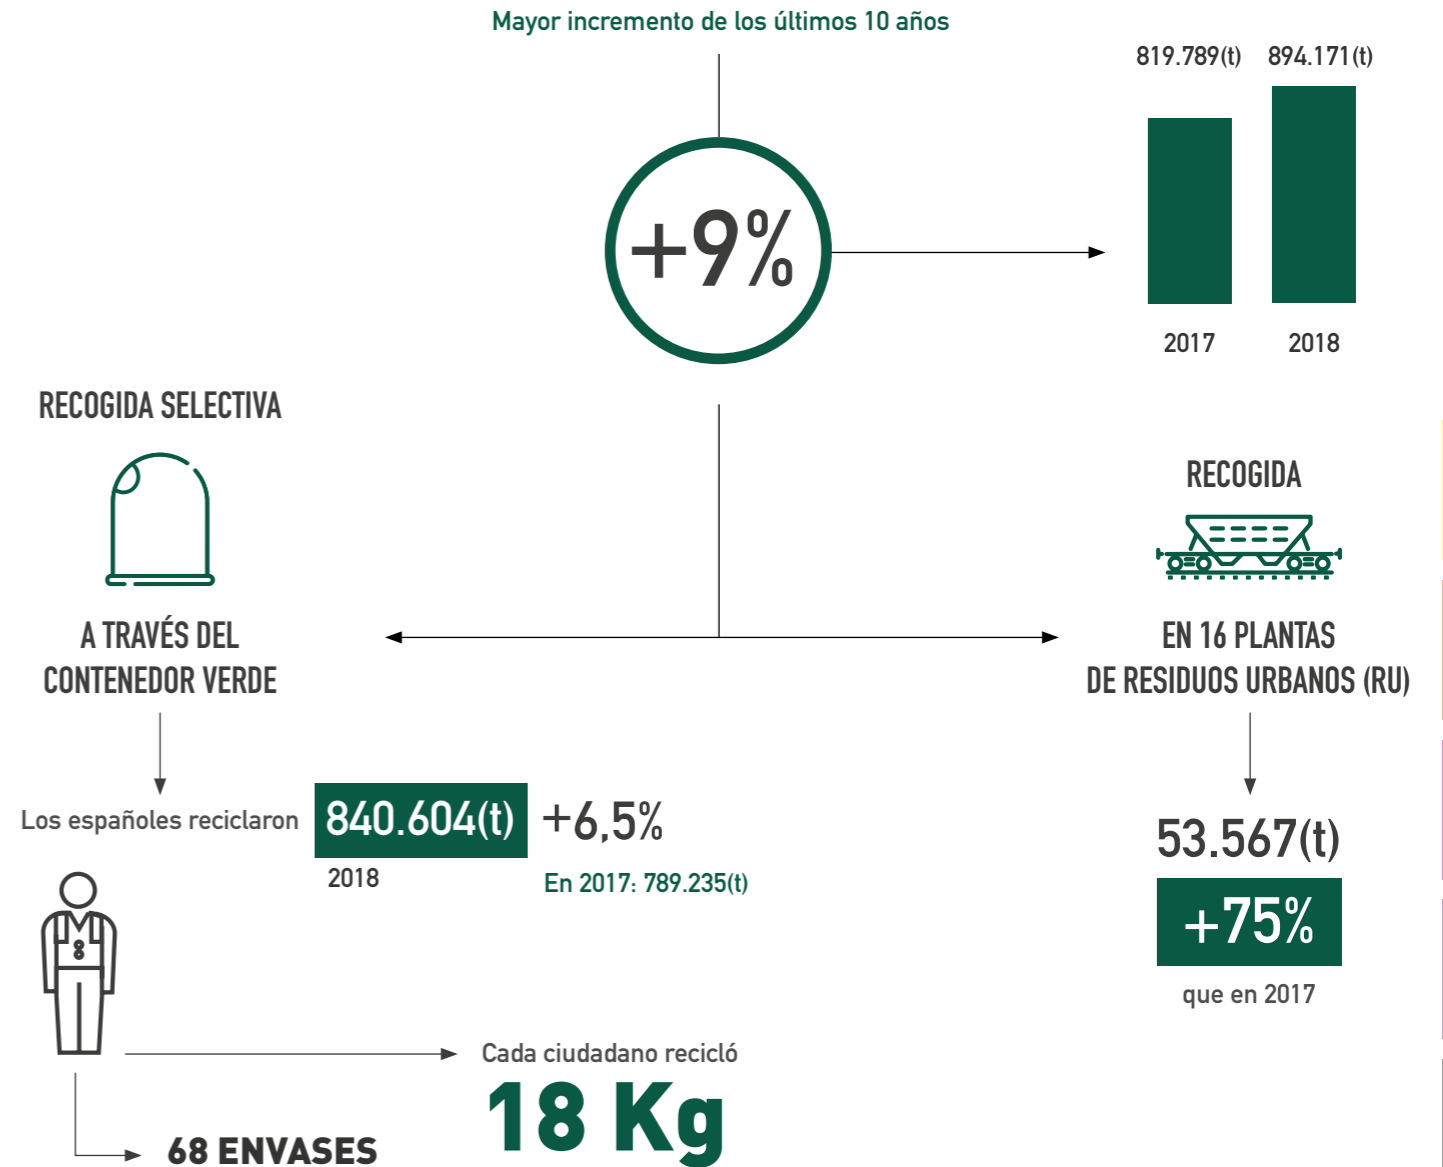 Mayor incremento de los últimos 10 años
+9%
819.789(t) 894.171(t)
2017 2018
RECOGIDA SELECTIVA
A TRAVÉS DEL
CONTENEDOR VERDE
Los españoles reciclaron
840.604(t)
2018
+6,5%
En 2017: 789.235(t)
Cada ciudadano recicló
18 Kg
68 ENVASES
RECOGIDA
EN 16 PLANTAS
DE RESIDUOS URBANOS (RU)
53.567(t)
+75%
que en 2017